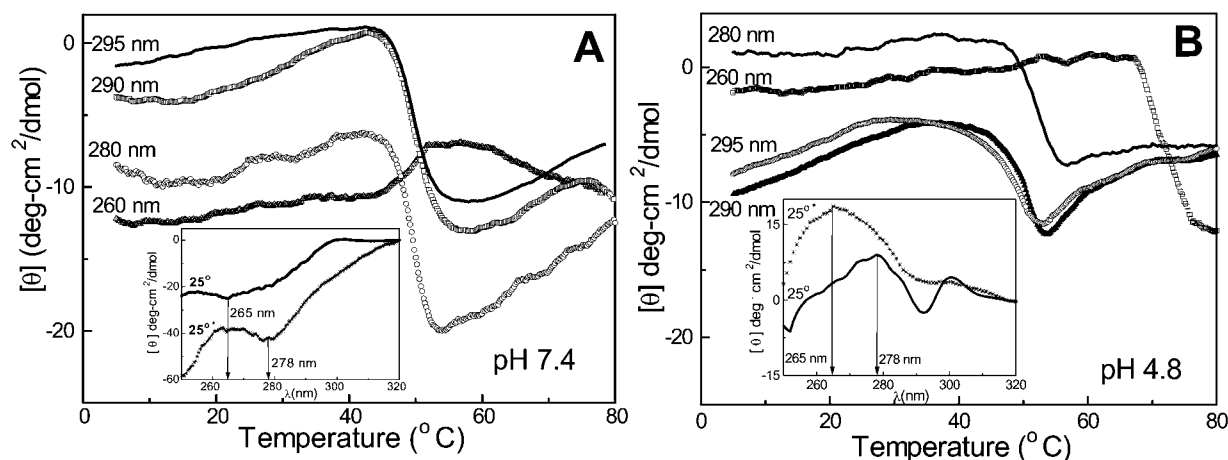 A
[θ] (deg-cm²/dmol)
0
-10
-20
295 nm
290 nm
280 nm
260 nm
0
-20
-40
-60
[θ] deg-cm²/dmol
25°
25°*
265 nm
278 nm
260
280
300
320
λ(nm)
pH 7.4
0
20
40
60
80
Temperature (°C)
B
[θ] deg-cm²/dmol
0
-10
-20
280 nm
260 nm
295 nm
290 nm
15
0
-15
[θ] deg-cm²/dmol
25°*
25°
265 nm
278 nm
260
280
300
320
λ(nm)
pH 4.8
0
20
40
60
80
Temperature (°C)